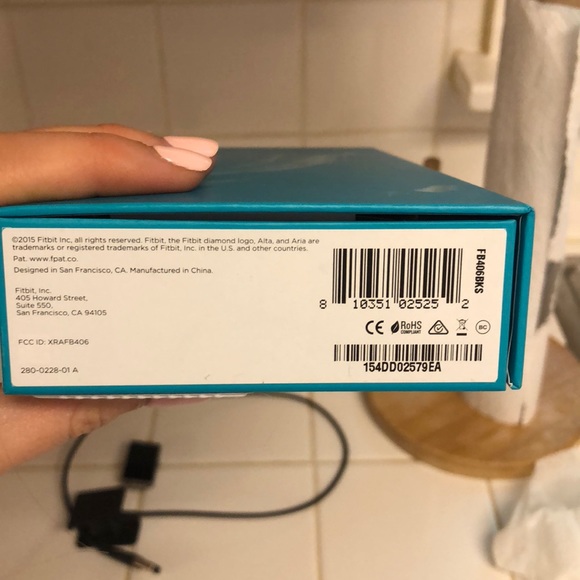 ©2015 Fitbit Inc, all rights reserved. Fitbit, the Fitbit diamond logo, Alta, and Aria are
trademarks or registered trademarks of Fitbit, Inc. in the U.S. and other countries.
Pat. www.fpat.co.
Designed in San Francisco, CA. Manufactured in China.
Fitbit, Inc.
405 Howard Street,
Suite 550,
San Francisco, CA 94105
FCC ID: XRAFB406
280-0228-01 A
FB406BKS
8 10351 02525 2
CE RoHS COMPLIANT BC
154DD02579EA